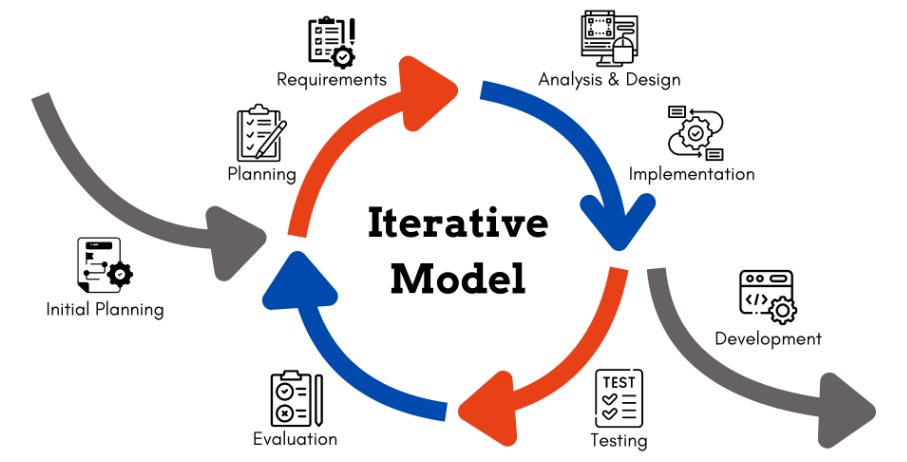 Requirements
Analysis & Design
Planning
Implementation
Iterative
Model
Initial Planning
Development
TEST
Evaluation
Testing